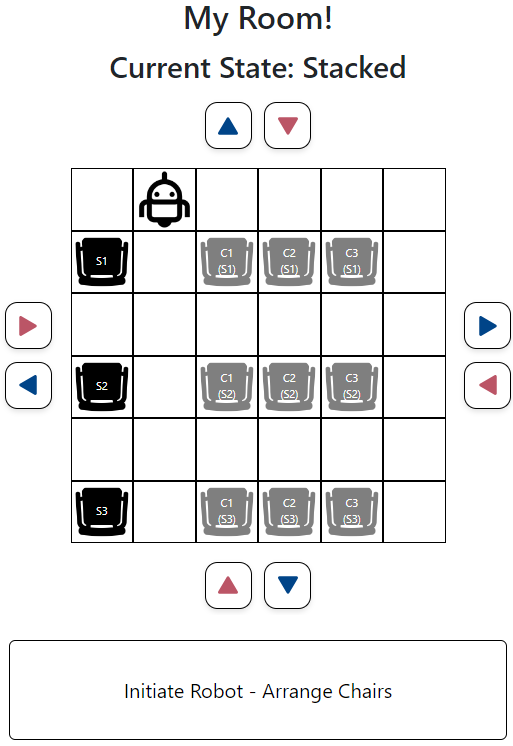 My Room!
Current State: Stacked
S1
C1
(S1)
C2
(S1)
C3
(S1)
S2
C1
(S2)
C2
(S2)
C3
(S2)
S3
C1
(S3)
C2
(S3)
C3
(S3)
Initiate Robot - Arrange Chairs